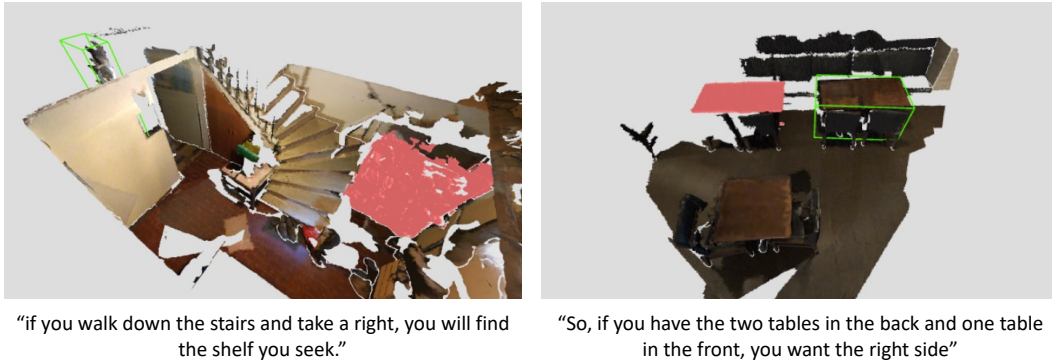 “if you walk down the stairs and take a right, you will find
the shelf you seek.”
“So, if you have the two tables in the back and one table
in the front, you want the right side”